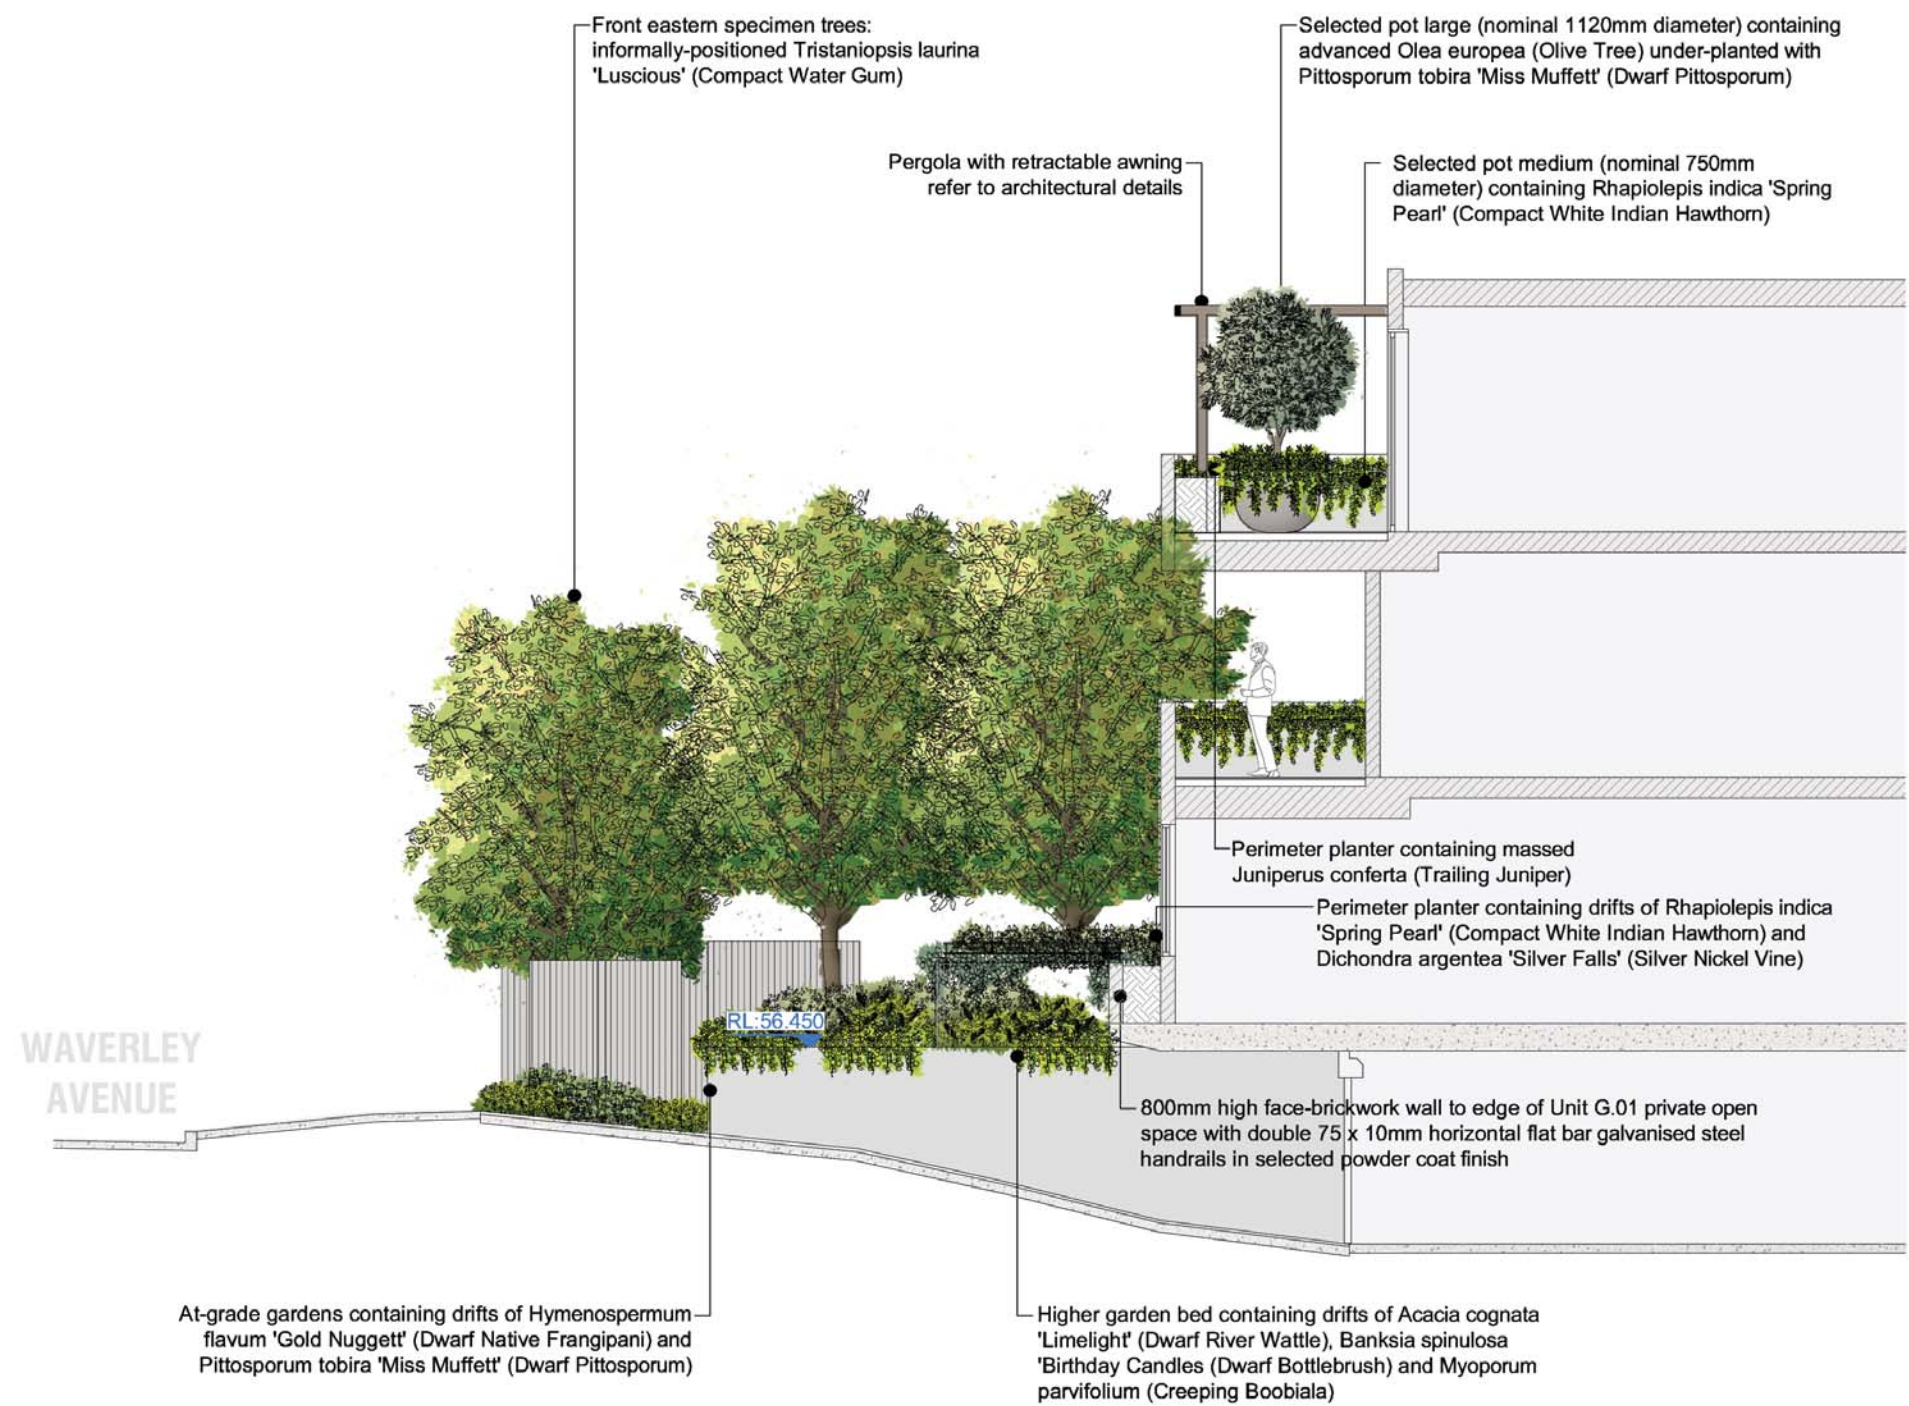 Front eastern specimen trees:
informally-positioned Tristaniopsis laurina
'Luscious' (Compact Water Gum)
Selected pot large (nominal 1120mm diameter) containing
advanced Olea europea (Olive Tree) under-planted with
Pittosporum tobira 'Miss Muffett' (Dwarf Pittosporum)
Pergola with retractable awning
refer to architectural details
Selected pot medium (nominal 750mm
diameter) containing Rhapiolepis indica 'Spring
Pearl' (Compact White Indian Hawthorn)
Perimeter planter containing massed
Juniperus conferta (Trailing Juniper)
Perimeter planter containing drifts of Rhapiolepis indica
'Spring Pearl' (Compact White Indian Hawthorn) and
Dichondra argentea 'Silver Falls' (Silver Nickel Vine)
RL:56.450
WAVERLEY
AVENUE
800mm high face-brickwork wall to edge of Unit G.01 private open
space with double 75 x 10mm horizontal flat bar galvanised steel
handrails in selected powder coat finish
At-grade gardens containing drifts of Hymenospermum
flavum 'Gold Nuggett' (Dwarf Native Frangipani) and
Pittosporum tobira 'Miss Muffett' (Dwarf Pittosporum)
Higher garden bed containing drifts of Acacia cognata
'Limelight' (Dwarf River Wattle), Banksia spinulosa
'Birthday Candles (Dwarf Bottlebrush) and Myoporum
parvifolium (Creeping Boobiala)